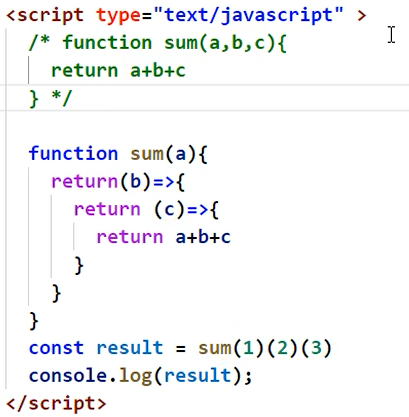 <script type="text/javascript" >
/* function sum(a,b,c){
return a+b+c
} */
function sum(a){
return(b)=>{
return (c)=>{
return a+b+c
}
}
}
const result = sum(1)(2)(3)
console.log(result);
</script>